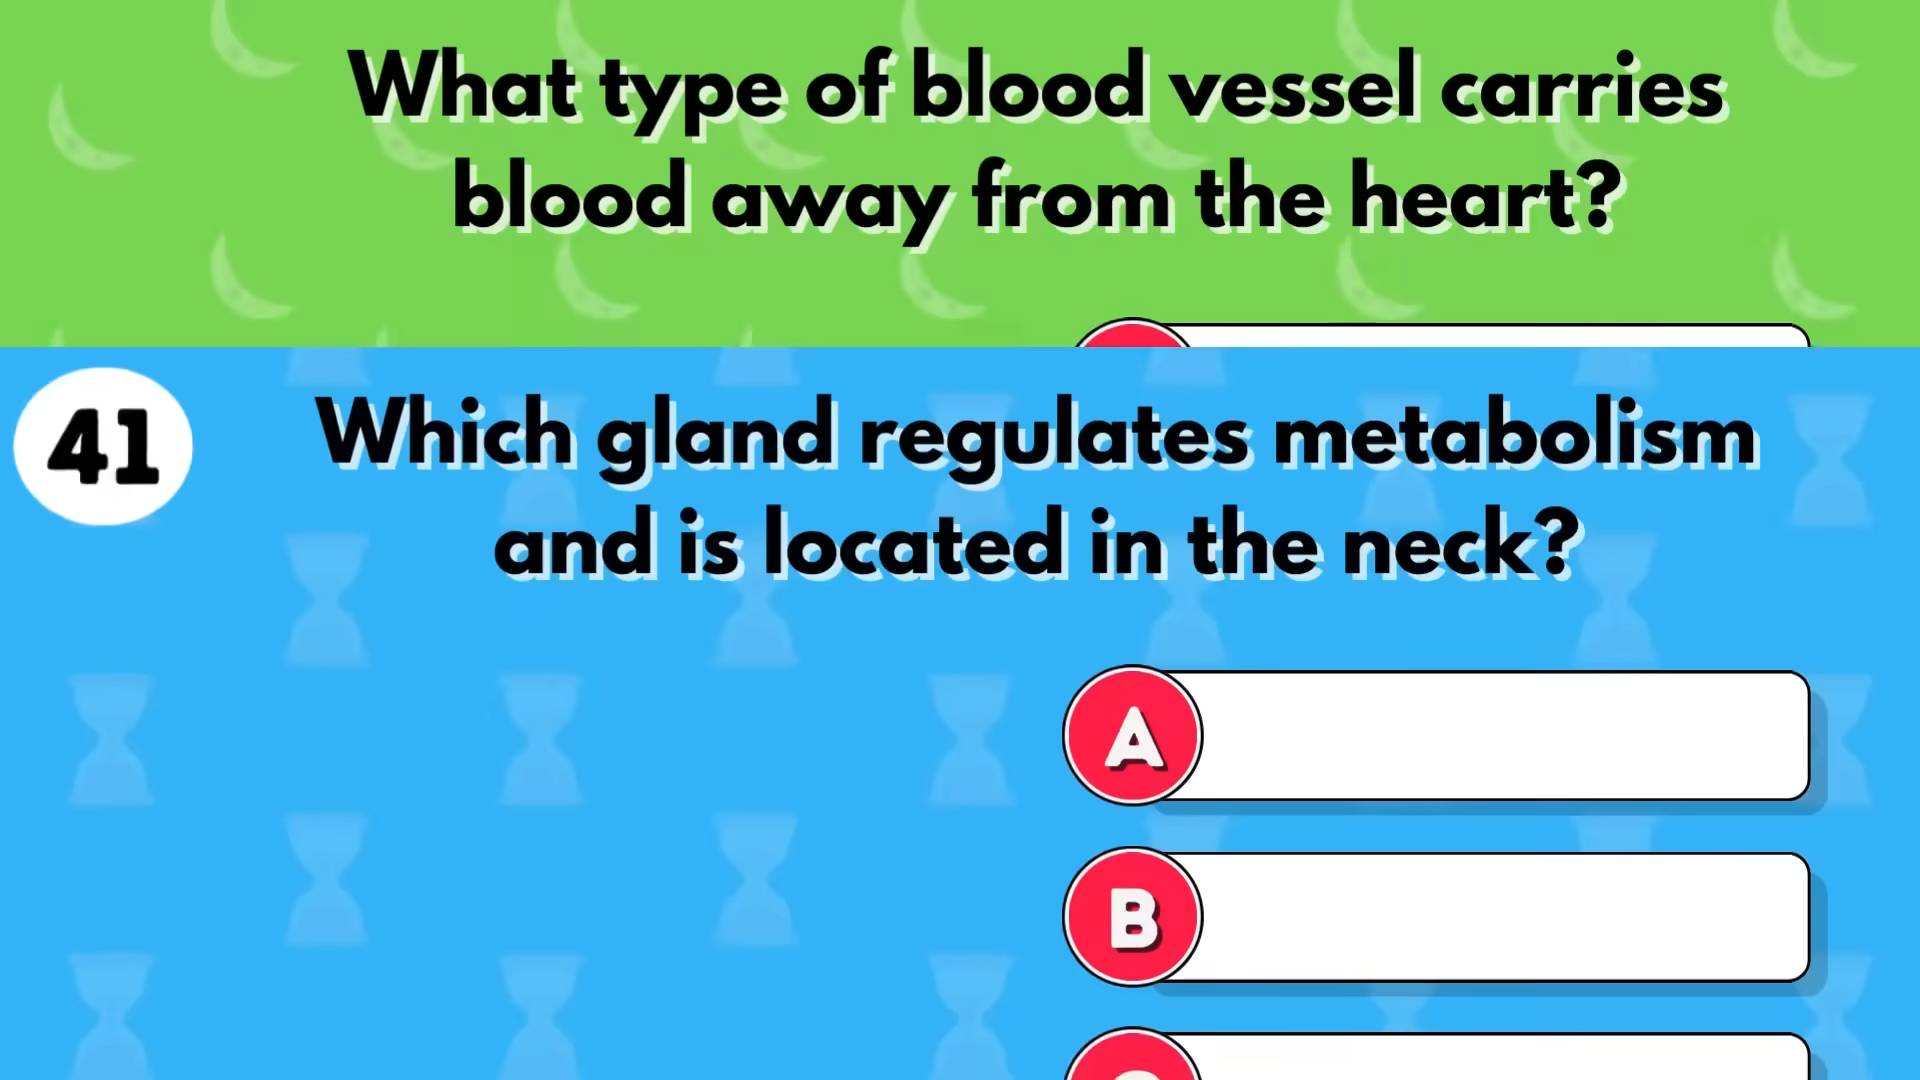 What type of blood vessel carries
blood away from the heart?
41
Which gland regulates metabolism
and is located in the neck?
A
B